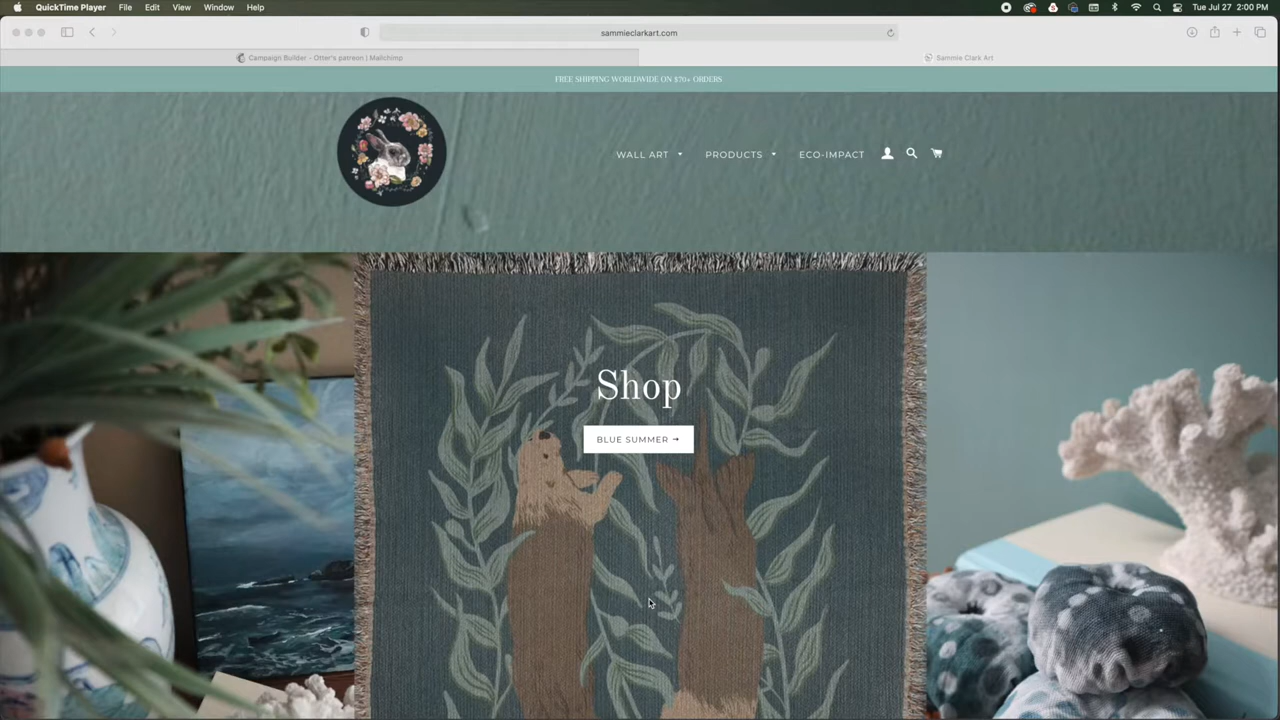 QuickTime Player File Edit View Window Help
Tue Jul 27 2:00 PM
sammieclarkart.com
Campaign Builder - Otter's patreon | Mailchimp
Sammie Clark Art
FREE SHIPPING WORLDWIDE ON $70+ ORDERS
WALL ART PRODUCTS ECO-IMPACT
Shop
BLUE SUMMER →